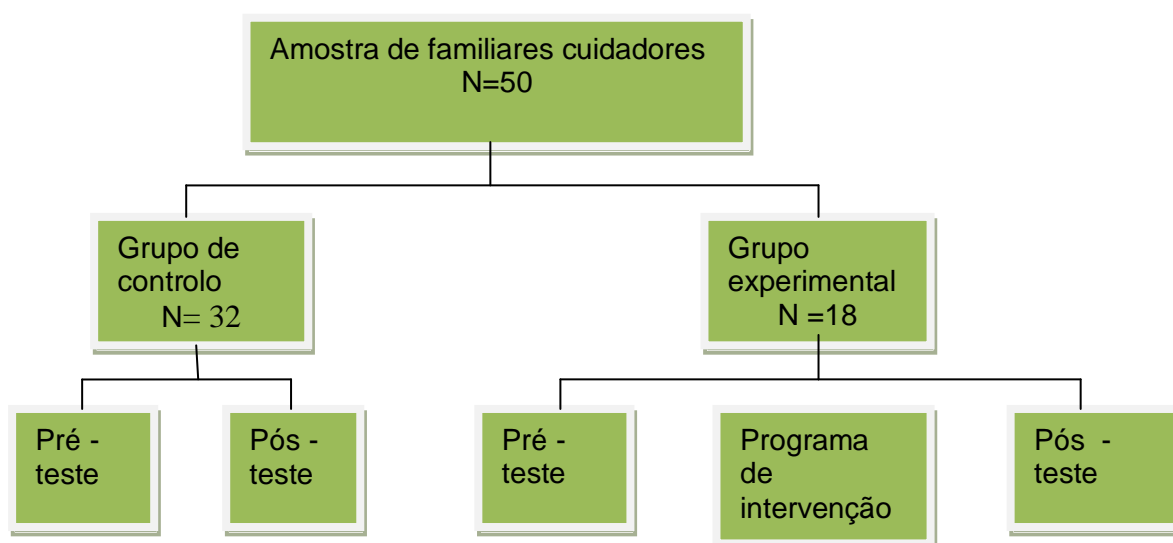 Amostra de familiares cuidadores
N=50
Grupo de
controlo
N= 32
Grupo
experimental
N =18
Pré -
teste
Pós -
teste
Pré -
teste
Programa
de
intervenção
Pós -
teste